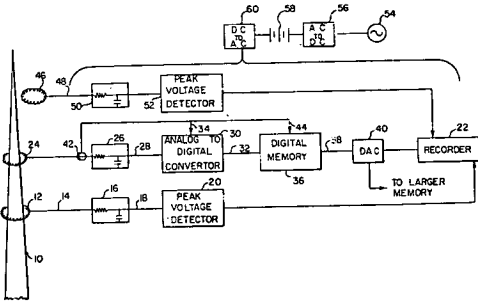 60
58
56
54
DC
TO
AC
AC
TO
DC
46
48
50
52
PEAK
VOLTAGE
DETECTOR
24
42
26
28
34
30
ANALOG TO
DIGITAL
CONVERTOR
32
44
DIGITAL
MEMORY
36
38
40
DAC
22
RECORDER
TO LARGER
MEMORY
12
14
16
18
20
PEAK
VOLTAGE
DETECTOR
10